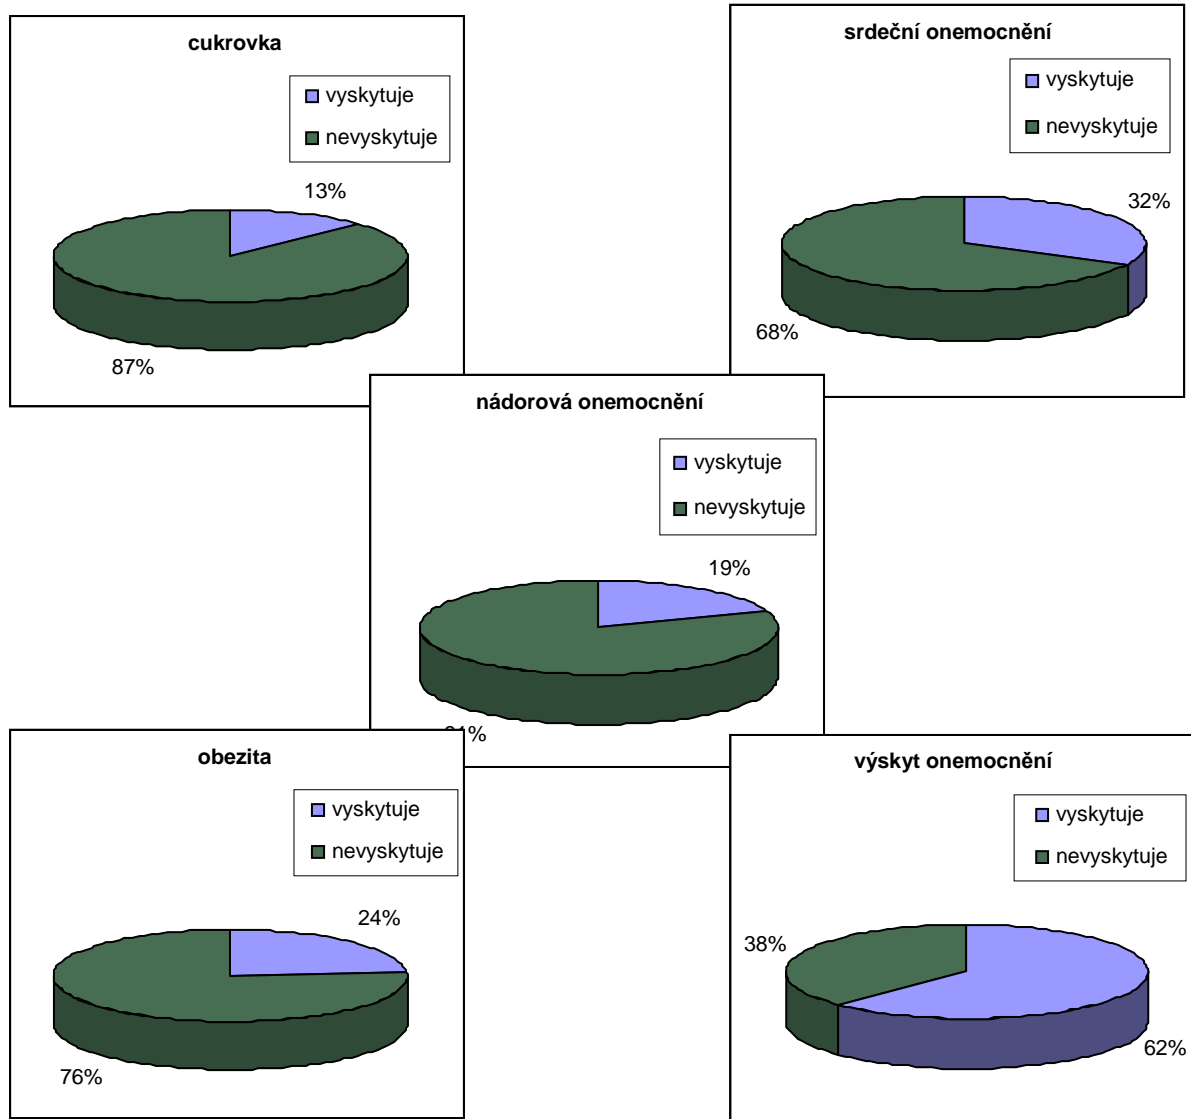 cukrovka
vyskytuje
nevyskytuje
13%
87%
srdeční onemocnění
vyskytuje
nevyskytuje
32%
68%
nádorová onemocnění
vyskytuje
nevyskytuje
19%
obezita
vyskytuje
nevyskytuje
24%
76%
výskyt onemocnění
vyskytuje
nevyskytuje
38%
62%